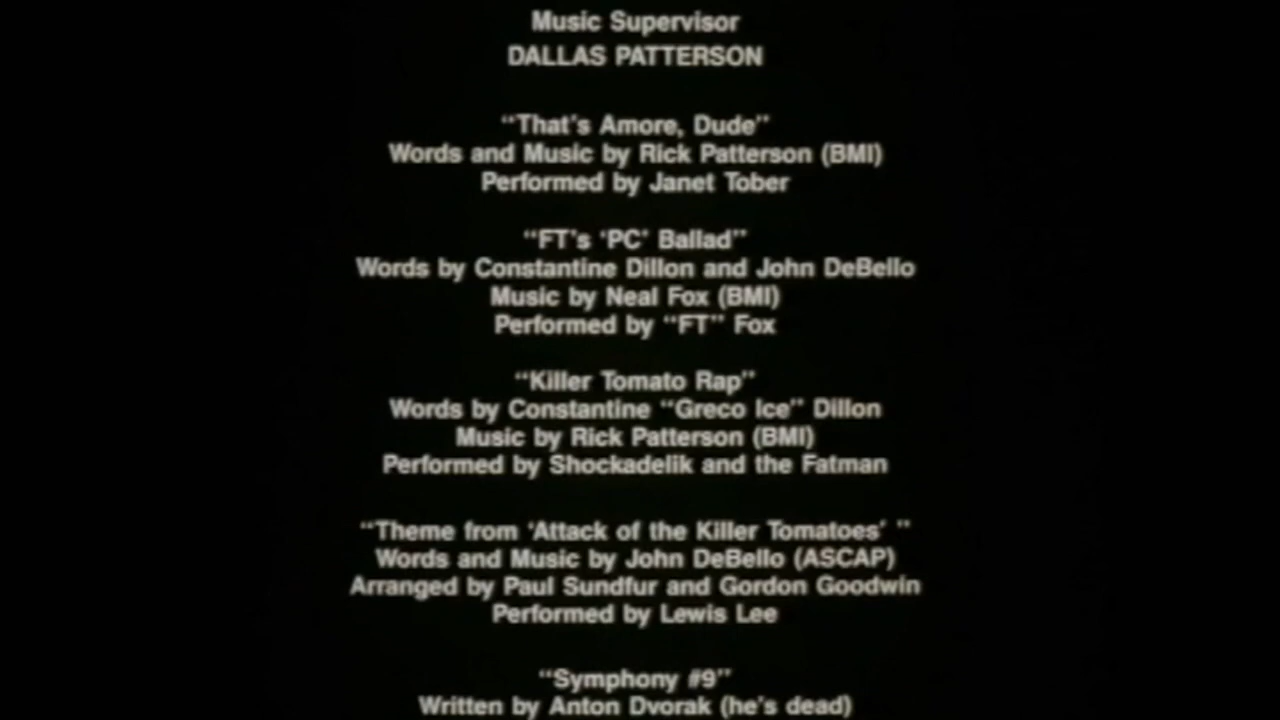 Music Supervisor
DALLAS PATTERSON
"That's Amore, Dude"
Words and Music by Rick Patterson (BMI)
Performed by Janet Tober
"FT's 'PC' Ballad"
Words by Constantine Dillon and John DeBello
Music by Neal Fox (BMI)
Performed by "FT" Fox
"Killer Tomato Rap"
Words by Constantine "Greco Ice" Dillon
Music by Rick Patterson (BMI)
Performed by Shockadelik and the Fatman
"Theme from 'Attack of the Killer Tomatoes' "
Words and Music by John DeBello (ASCAP)
Arranged by Paul Sundfur and Gordon Goodwin
Performed by Lewis Lee
"Symphony #9"
Written by Anton Dvorak (he's dead)